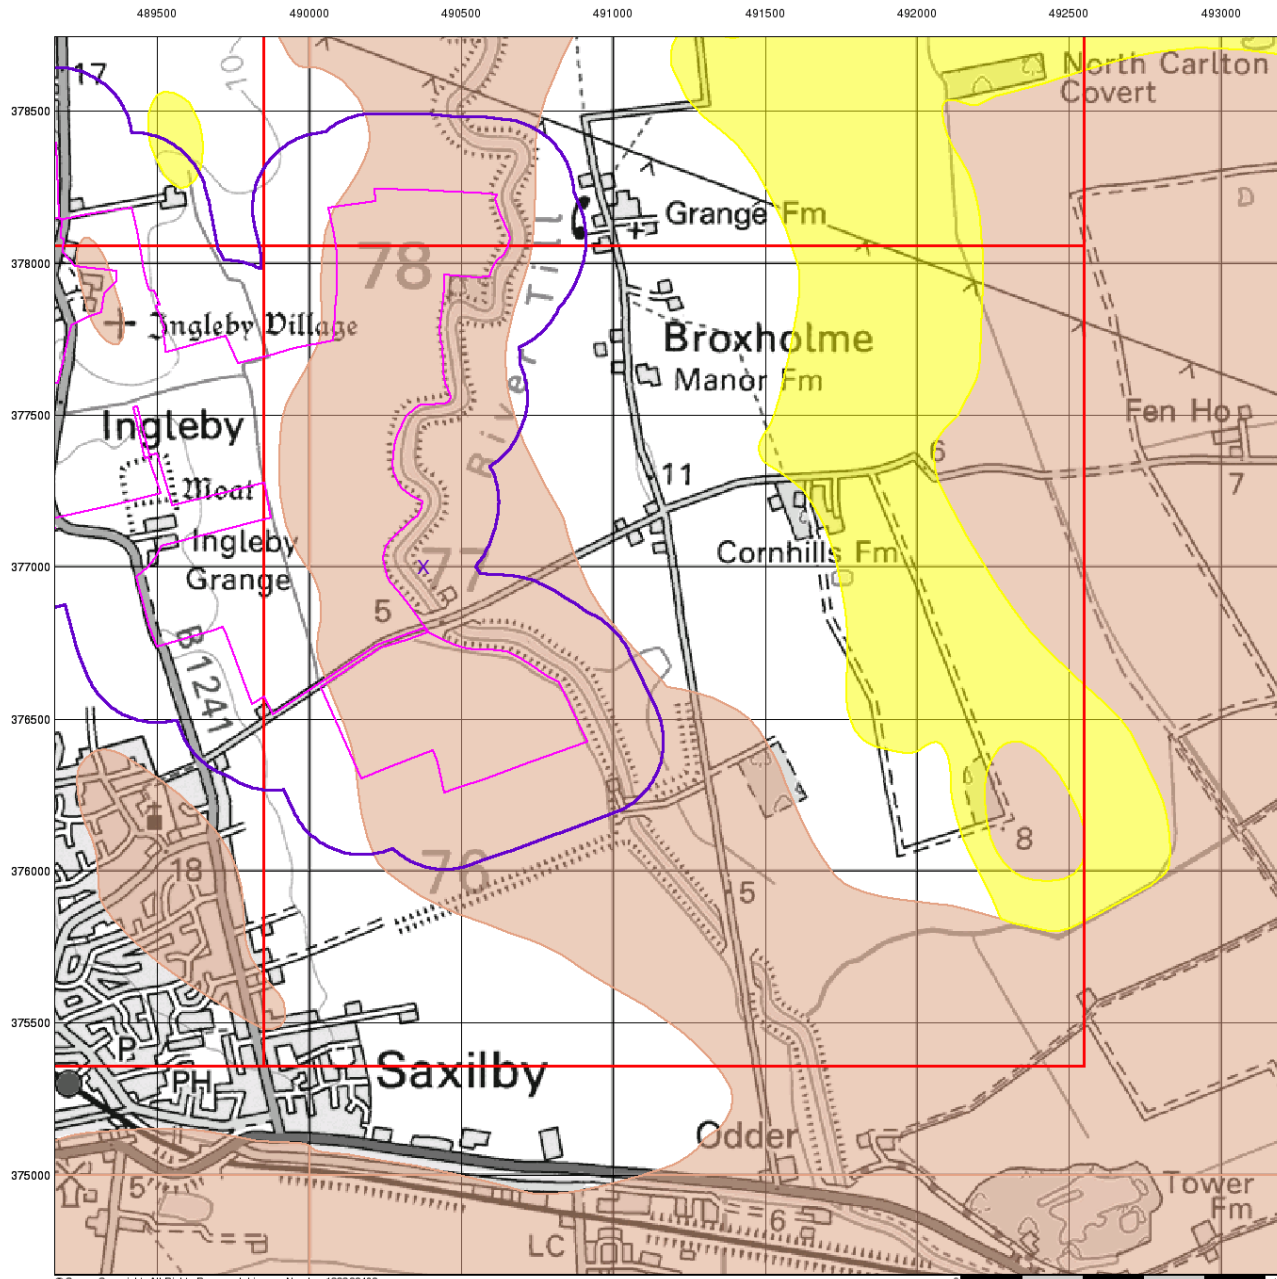 489500 490000 490500 491000 491500 492000 492500 493000
North Carlton
Covert
17
10
378500
Grange Fm
78
378000
Ingleby Village
River Till
Broxholme
Manor Fm
377500
Ingleby
Fen Ho
6
11
7
Moat
Ingleby
Grange
Cornhills Fm
377000
X
77
5
B 1241
376500
8
18
76
376000
5
375500
P
PH
Saxilby
Odder
375000
5
Tower
Fm
6
LC